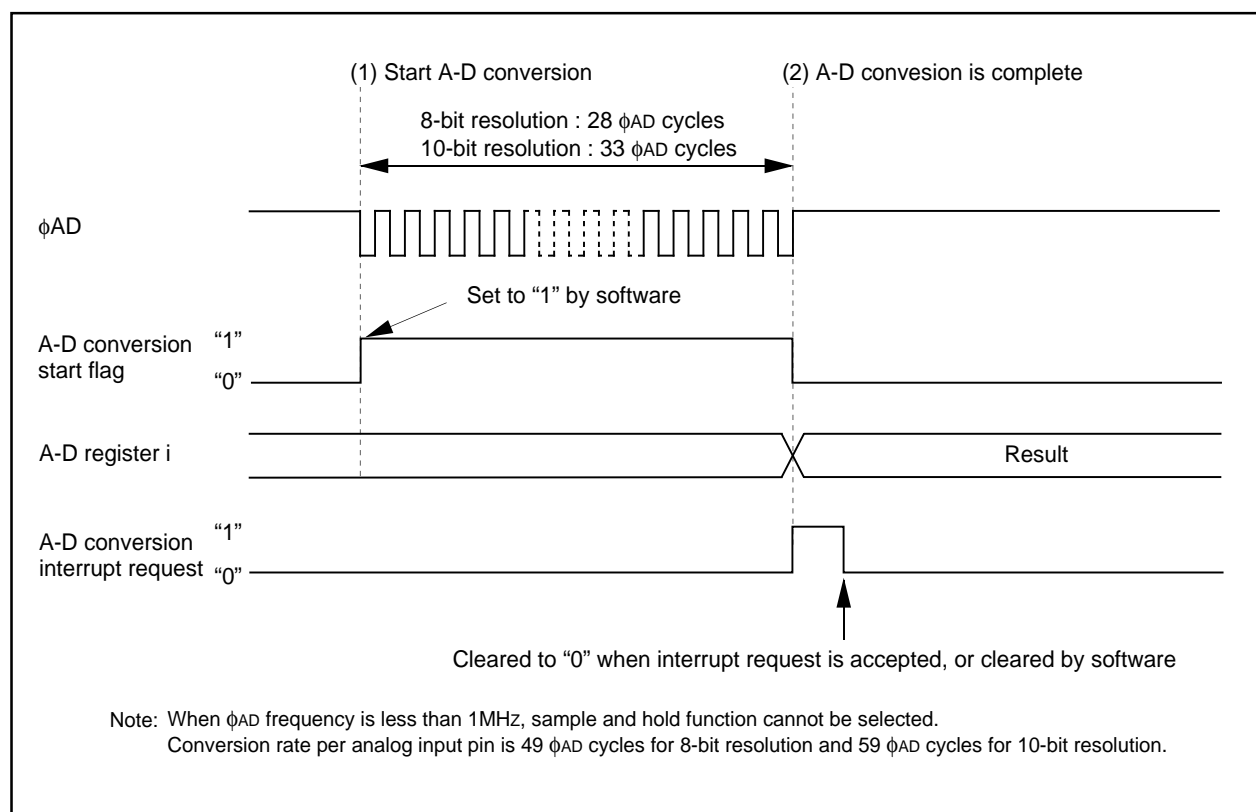 (1) Start A-D conversion
(2) A-D convesion is complete
8-bit resolution : 28 ϕAD cycles
10-bit resolution : 33 ϕAD cycles
ϕAD
Set to “1” by software
A-D conversion
start flag
“1”
“0”
A-D register i
Result
A-D conversion
interrupt request
“1”
“0”
Cleared to “0” when interrupt request is accepted, or cleared by software
Note: When ϕAD frequency is less than 1MHZ, sample and hold function cannot be selected.
Conversion rate per analog input pin is 49 ϕAD cycles for 8-bit resolution and 59 ϕAD cycles for 10-bit resolution.